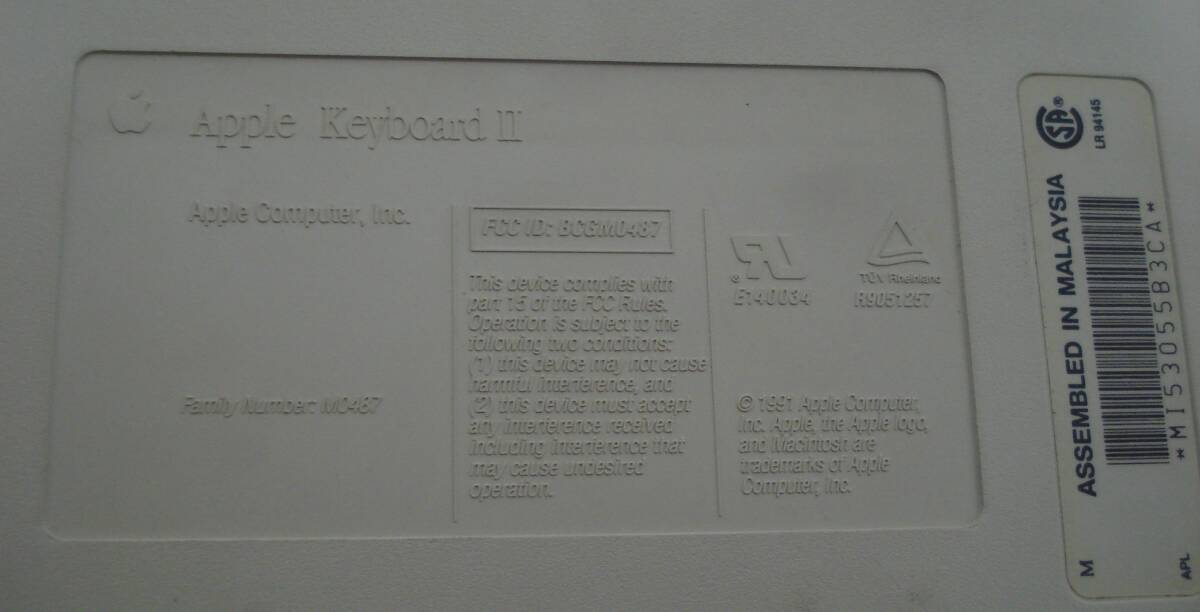 Apple Keyboard II
Apple Computer, Inc.
Family Number: M0487
FCC ID: BCGM0487
This device complies with
part 15 of the FCC Rules.
Operation is subject to the
following two conditions:
(1) this device may not cause
harmful interference, and
(2) this device must accept
any interference received
including interference that
may cause undesired
operation.
®
E140034
TÜV Rheinland
R9051257
© 1991 Apple Computer,
Inc. Apple, the Apple logo,
and Macintosh are
trademarks of Apple
Computer, Inc.
SA®
LR 94145
ASSEMBLED IN MALAYSIA
*MI53055B3CA*
M
APL